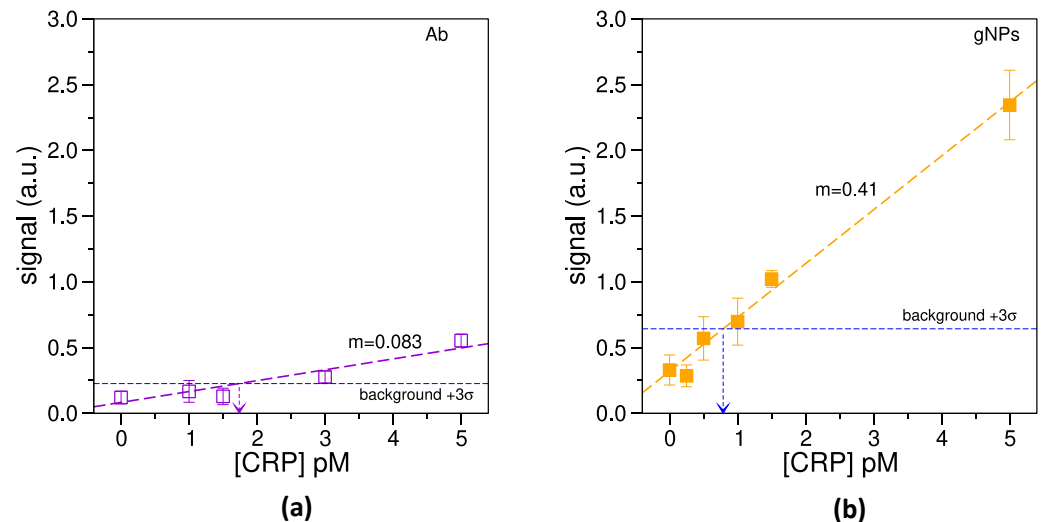 Ab
3.0
2.5
2.0
1.5
1.0
0.5
0.0
signal (a.u.)
m=0.083
background +3σ
0 1 2 3 4 5
[CRP] pM
(a)
gNPs
3.0
2.5
2.0
1.5
1.0
0.5
0.0
signal (a.u.)
m=0.41
background +3σ
0 1 2 3 4 5
[CRP] pM
(b)